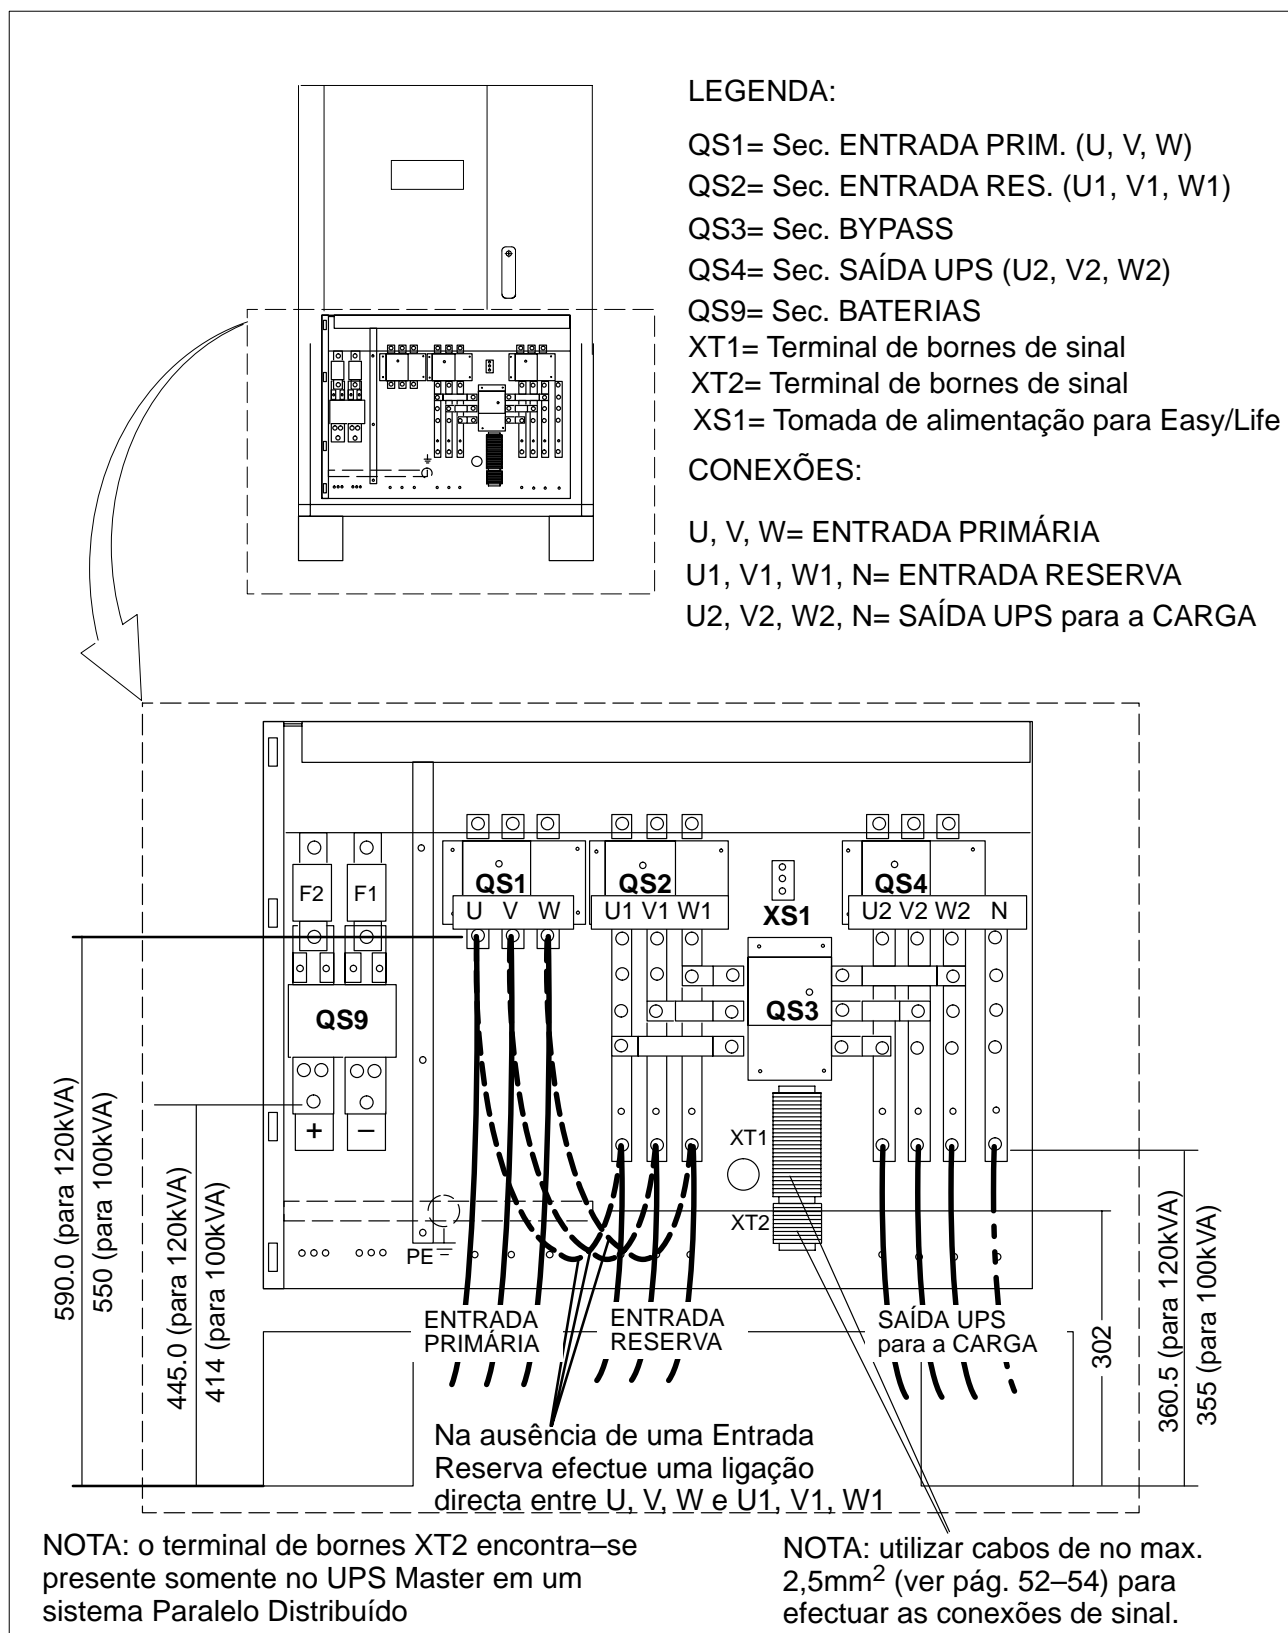 LEGENDA:
QS1= Sec. ENTRADA PRIM. (U, V, W)
QS2= Sec. ENTRADA RES. (U1, V1, W1)
QS3= Sec. BYPASS
QS4= Sec. SAÍDA UPS (U2, V2, W2)
QS9= Sec. BATERIAS
XT1= Terminal de bornes de sinal
XT2= Terminal de bornes de sinal
XS1= Tomada de alimentação para Easy/Life
CONEXÕES:
U, V, W= ENTRADA PRIMÁRIA
U1, V1, W1, N= ENTRADA RESERVA
U2, V2, W2, N= SAÍDA UPS para a CARGA
F2 F1
QS1
U V W
QS2
U1 V1 W1
XS1
QS4
U2 V2 W2 N
QS9
QS3
+ −
XT1
XT2
PE
590.0 (para 120kVA)
550 (para 100kVA)
445.0 (para 120kVA)
414 (para 100kVA)
ENTRADA
PRIMÁRIA
ENTRADA
RESERVA
SAÍDA UPS
para a CARGA
302
360.5 (para 120kVA)
355 (para 100kVA)
Na ausência de uma Entrada
Reserva efectue uma ligação
directa entre U, V, W e U1, V1, W1
NOTA: o terminal de bornes XT2 encontra–se
presente somente no UPS Master em um
sistema Paralelo Distribuído
NOTA: utilizar cabos de no max.
2,5mm² (ver pág. 52–54) para
efectuar as conexões de sinal.